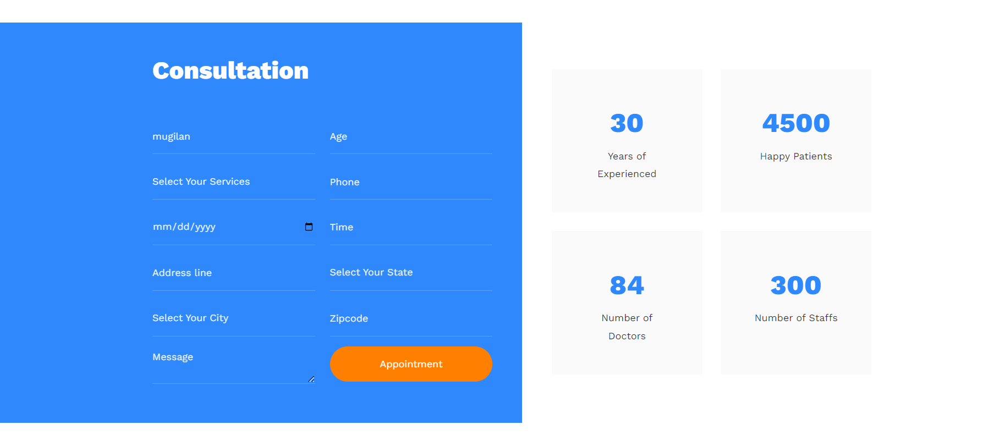 Consultation
mugilan
Age
Select Your Services
Phone
mm/dd/yyyy
Time
Address line
Select Your State
Select Your City
Zipcode
Message
Appointment
30
Years of
Experienced
4500
Happy Patients
84
Number of
Doctors
300
Number of Staffs